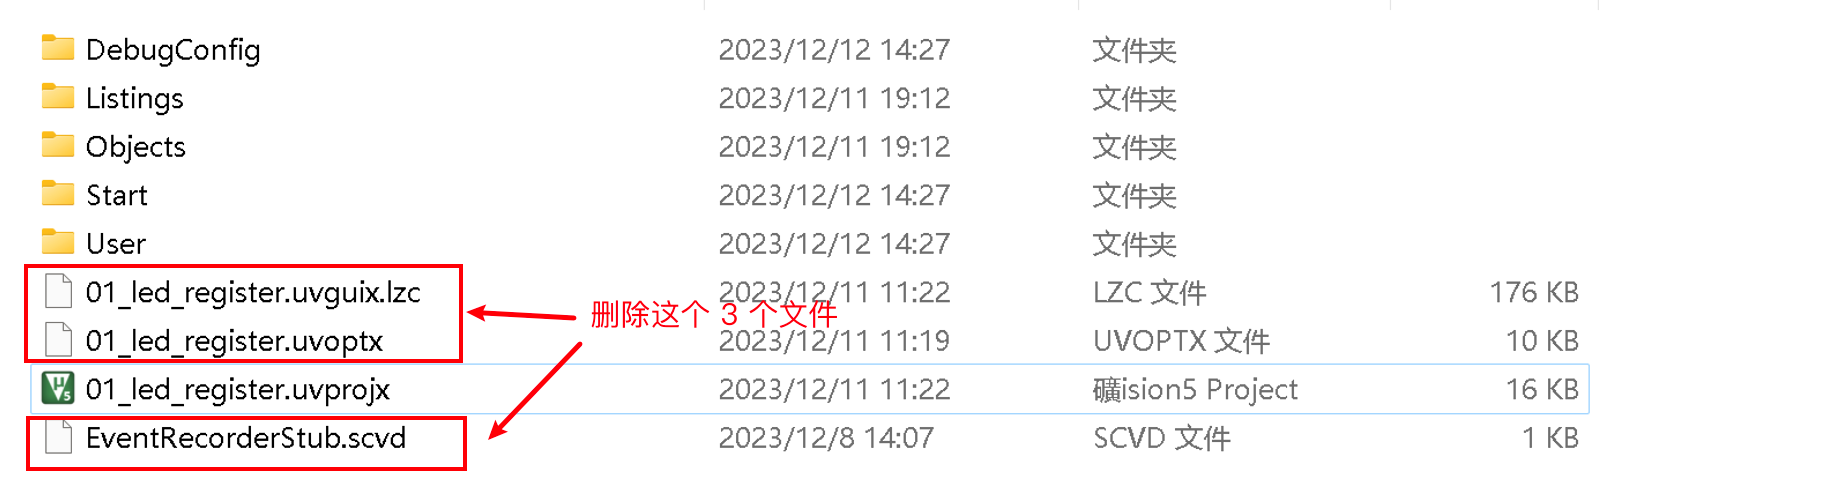 DebugConfig 2023/12/12 14:27 文件夹
Listings 2023/12/11 19:12 文件夹
Objects 2023/12/11 19:12 文件夹
Start 2023/12/12 14:27 文件夹
User 2023/12/12 14:27 文件夹
01_led_register.uvguix.lzc 2023/12/11 11:22 LZC 文件 176 KB
删除这个 3 个文件
01_led_register.uvoptx 2023/12/11 11:19 UVOPTX 文件 10 KB
01_led_register.uvprojx 2023/12/11 11:22 礦ision5 Project 16 KB
EventRecorderStub.scvd 2023/12/8 14:07 SCVD 文件 1 KB